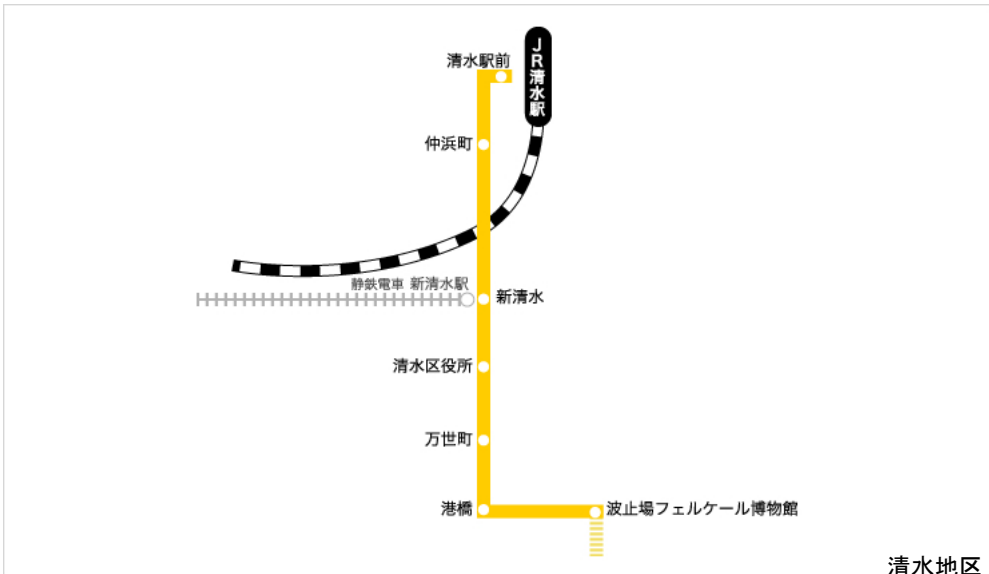 清水駅前
JR清水駅
仲浜町
静鉄電車 新清水駅
新清水
清水区役所
万世町
港橋
波止場フェルケール博物館
清水地区